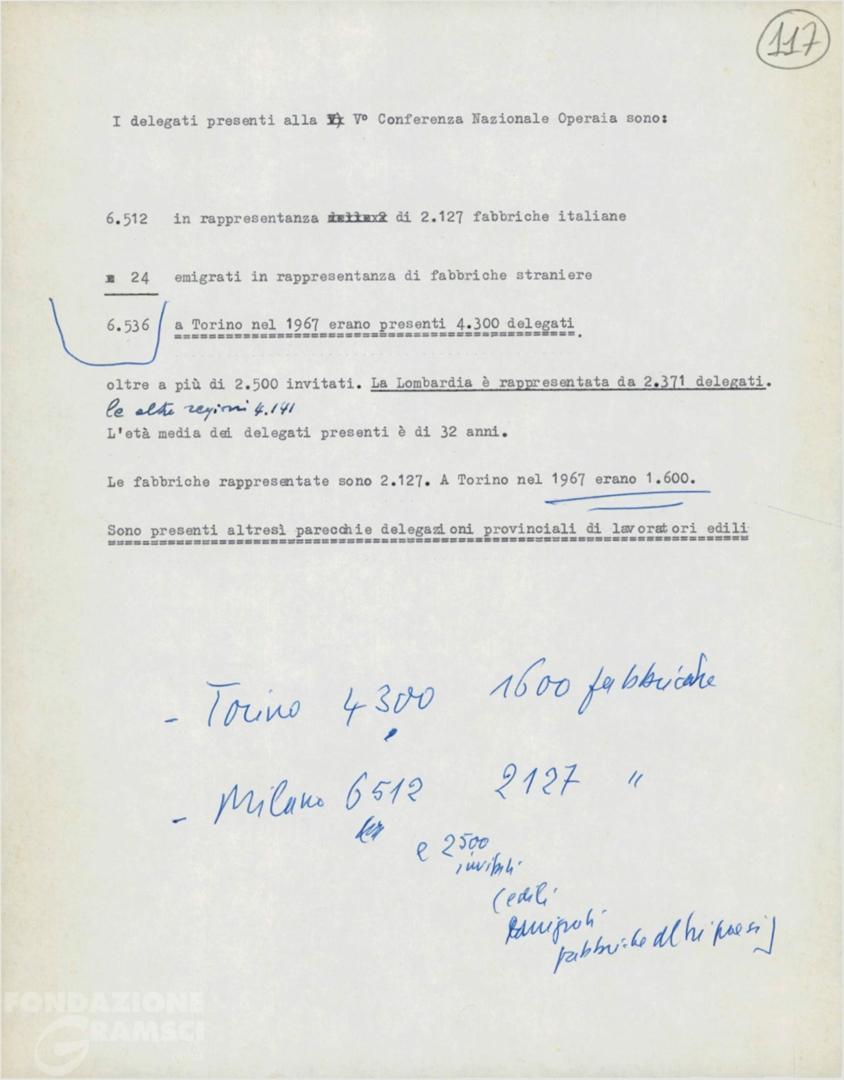 117
I delegati presenti alla V° Conferenza Nazionale Operaia sono:
6.512 in rappresentanza di 2.127 fabbriche italiane
24 emigrati in rappresentanza di fabbriche straniere
6.536 a Torino nel 1967 erano presenti 4.300 delegati.
oltre a più di 2.500 invitati. La Lombardia è rappresentata da 2.371 delegati.
le altre regioni 4.141
L'età media dei delegati presenti è di 32 anni.
Le fabbriche rappresentate sono 2.127. A Torino nel 1967 erano 1.600.
Sono presenti altresì parecchie delegazioni provinciali di lavoratori edili
- Torino 4300 1600 fabbriche
- Milano 6512 2127 "
e 2500
invitati
(edili
emigrati
fabbriche altri paesi)
FONDAZIONE
GRAMSCI